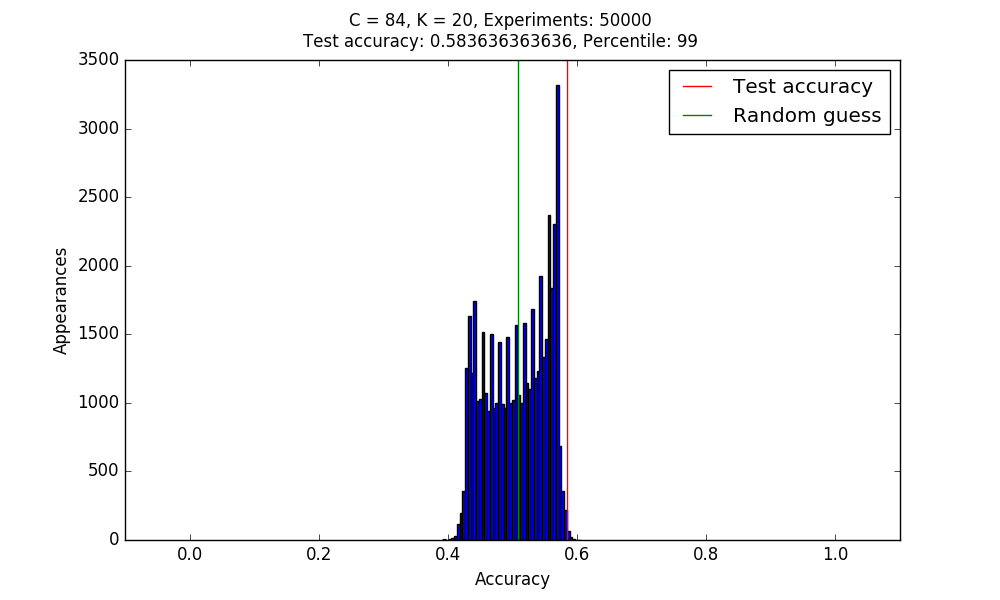 C = 84, K = 20, Experiments: 50000
Test accuracy: 0.583636363636, Percentile: 99
3500
3000
2500
2000
1500
1000
500
0
Appearances
Test accuracy
Random guess
0.0 0.2 0.4 0.6 0.8 1.0
Accuracy